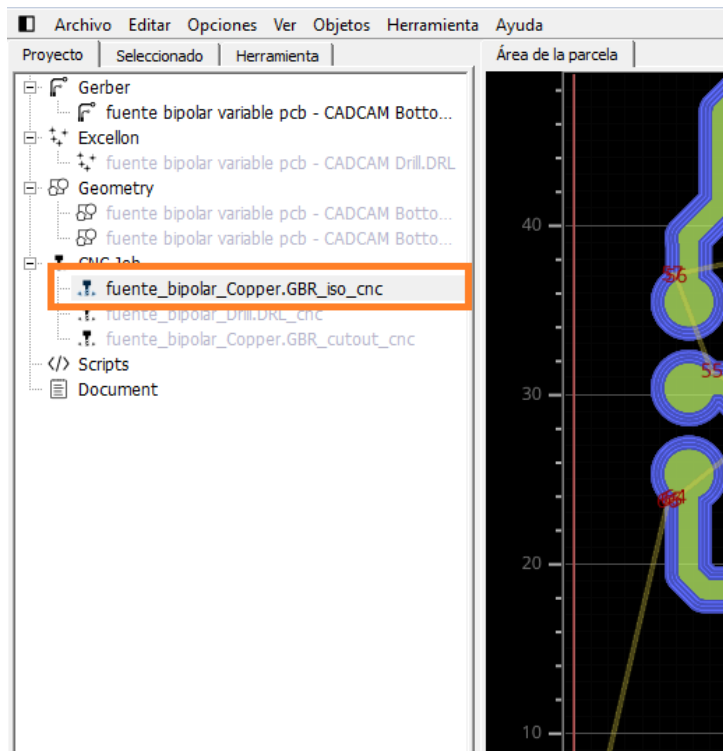 Archivo Editar Opciones Ver Objetos Herramienta Ayuda
Proyecto Seleccionado Herramienta
Área de la parcela
Gerber
fuente bipolar variable pcb - CADCAM Botto...
Excellon
fuente bipolar variable pcb - CADCAM Drill.DRL
Geometry
fuente bipolar variable pcb - CADCAM Botto...
fuente bipolar variable pcb - CADCAM Botto...
CNC Job
fuente_bipolar_Copper.GBR_iso_cnc
fuente_bipolar_Drill.DRL_cnc
fuente_bipolar_Copper.GBR_cutout_cnc
Scripts
Document
40
30
55
20
10